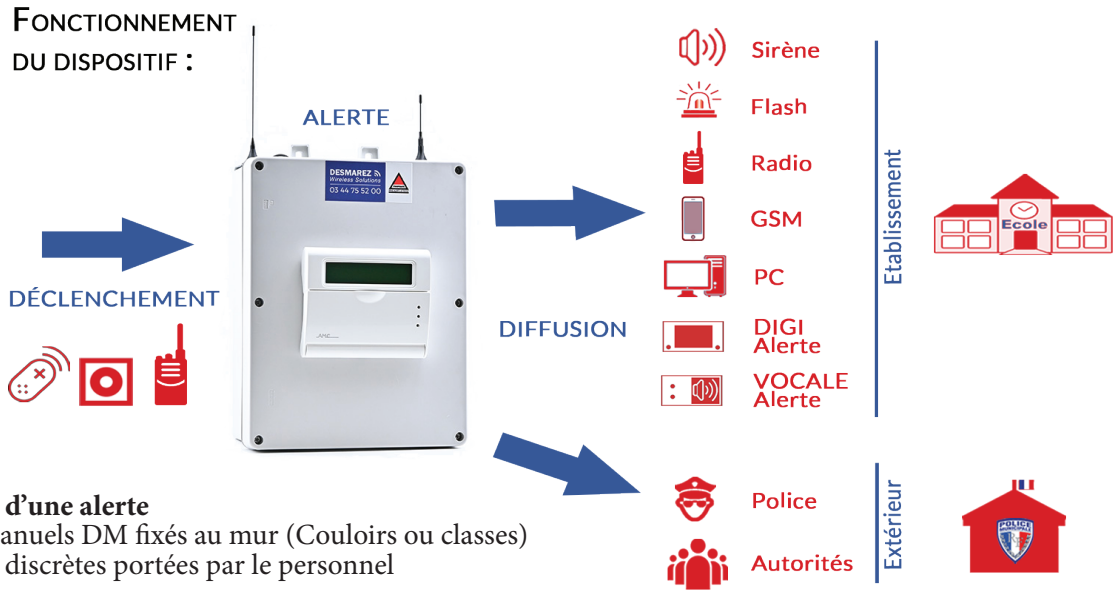 FONCTIONNEMENT
DU DISPOSITIF :
ALERTE
DESMAREZ
Wireless Solutions
03 44 75 52 00
DÉCLENCHEMENT
DIFFUSION
Sirène
Flash
Radio
GSM
PC
DIGI
Alerte
VOCALE
Alerte
Etablissement
Ecole
Police
Autorités
Extérieur
POLICE
MUNICIPALE
d'une alerte
anuels DM fixés au mur (Couloirs ou classes)
discrètes portées par le personnel